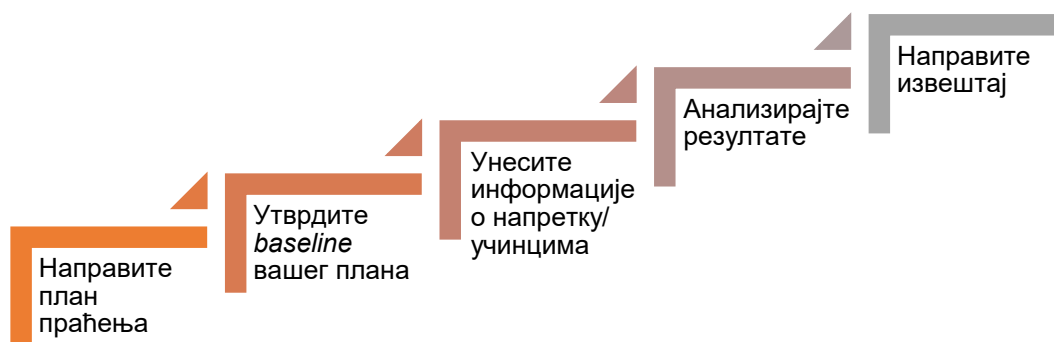 Направите
план
праћења
Утврдите
baseline
вашег плана
Унесите
информације
о напретку/
учинцима
Анализирајте
резултате
Направите
извештај